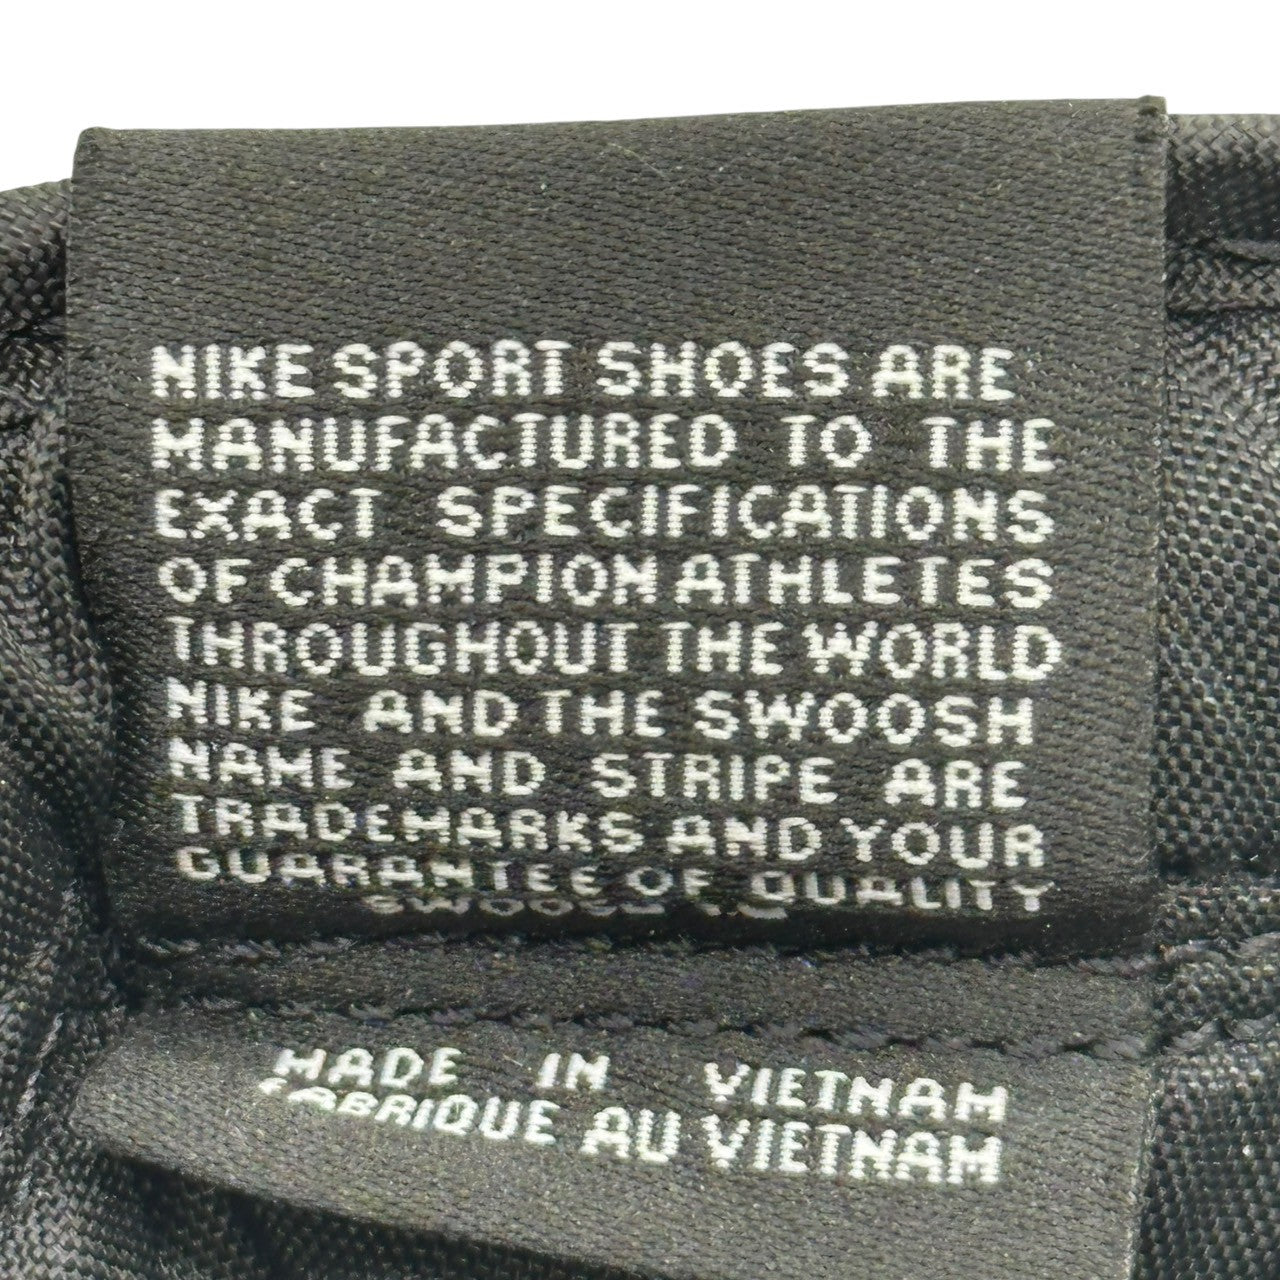 NIKE SPORT SHOES ARE
MANUFACTURED TO THE
EXACT SPECIFICATIONS
OF CHAMPION ATHLETES
THROUGHOUT THE WORLD
NIKE AND THE SWOOSH
NAME AND STRIPE ARE
TRADEMARKS AND YOUR
GUARANTEE OF QUALITY
MADE IN VIETNAM
FABRIQUE AU VIETNAM